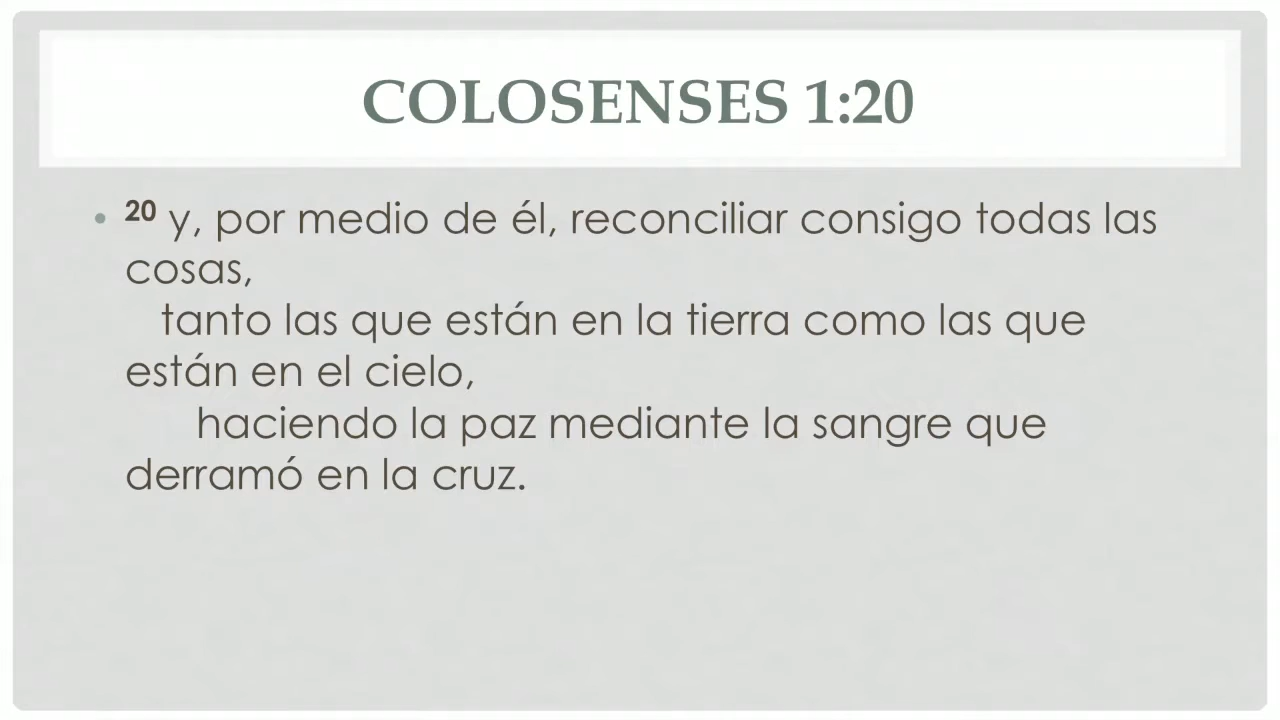 COLOSENSES 1:20
• 20 y, por medio de él, reconciliar consigo todas las
cosas,
tanto las que están en la tierra como las que
están en el cielo,
haciendo la paz mediante la sangre que
derramó en la cruz.